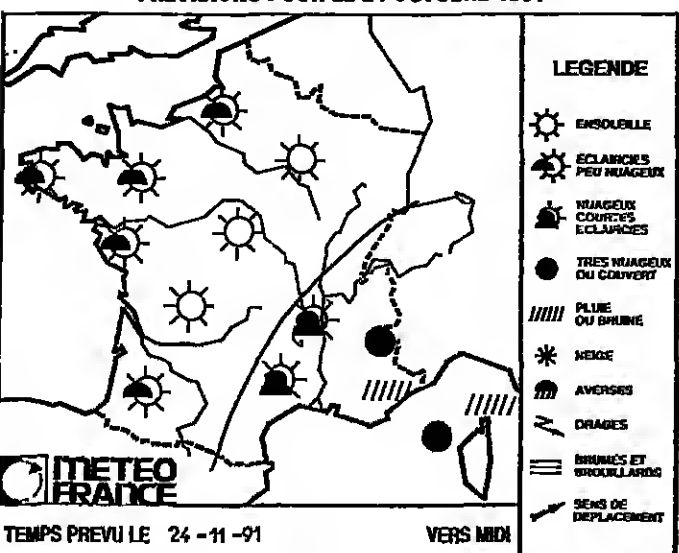 LEGENDE
ENSOLEILLE
ECLAIRCIES
PEU NUAGEUX
NUAGEUX
COURTES
ECLAIRCIES
TRES NUAGEUX
OU COUVERT
PLUIE
OU BRUINE
NEIGE
AVERSES
ORAGES
BRUMES ET
BROUILLARDS
SENS DE
DEPLACEMENT
METEO
FRANCE
TEMPS PREVU LE 24-11-91 VERS MIDI